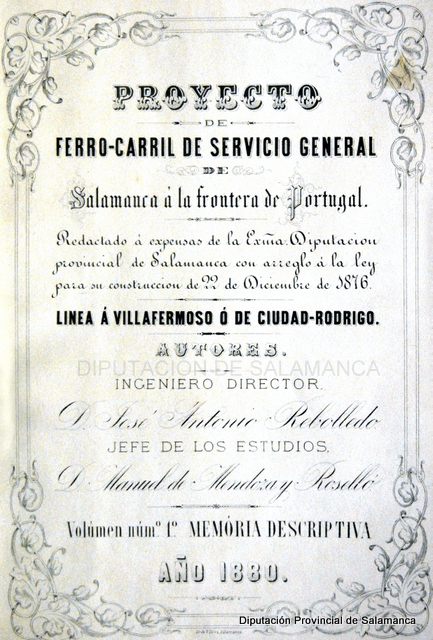 PROYECTO
DE
FERRO-CARRIL DE SERVICIO GENERAL
DE
Salamanca á la frontera de Portugal.
Redactado á expensas de la Exm̃a. Diputacion
provincial de Salamanca con arreglo á la ley
para su construccion de 22 de Diciembre de 1876.
LINEA Á VILLAFERMOSO Ó DE CIUDAD-RODRIGO.
AUTORES.
DIPUTACIÓN DE SALAMANCA
INGENIERO DIRECTOR.
D. José Antonio Rebolledo
JEFE DE LOS ESTUDIOS,
D. Manuel de Mendoza y Roselló
Volúmen núm.º 1.º MEMÓRIA DESCRIPTIVA
AÑO 1880.
Diputación Provincial de Salamanca